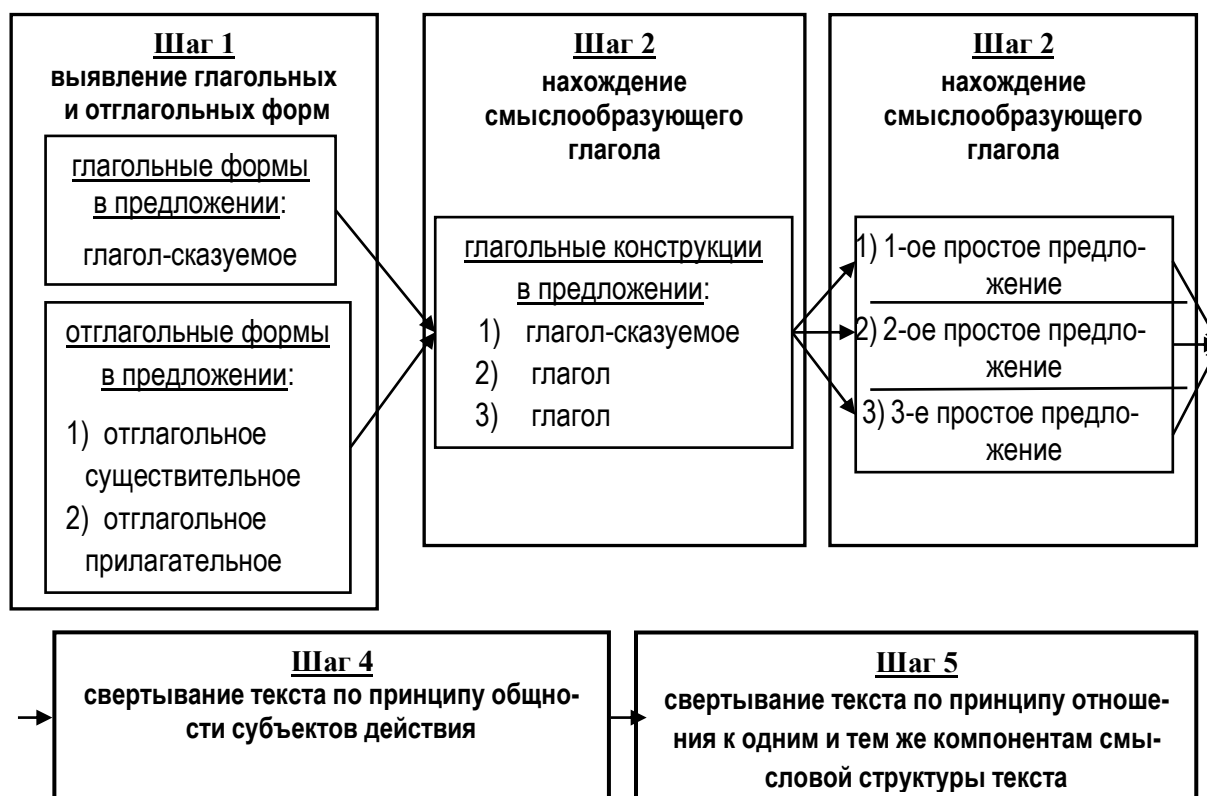 Шаг 1
выявление глагольных
и отглагольных форм
глагольные формы
в предложении:
глагол-сказуемое
отглагольные формы
в предложении:
1) отглагольное
существительное
2) отглагольное
прилагательное
Шаг 2
нахождение
смыслообразующего
глагола
глагольные конструкции
в предложении:
1) глагол-сказуемое
2) глагол
3) глагол
Шаг 2
нахождение
смыслообразующего
глагола
1) 1-ое простое предло-
жение
2) 2-ое простое предло-
жение
3) 3-е простое предло-
жение
Шаг 4
свертывание текста по принципу общно-
сти субъектов действия
Шаг 5
свертывание текста по принципу отноше-
ния к одним и тем же компонентам смы-
словой структуры текста